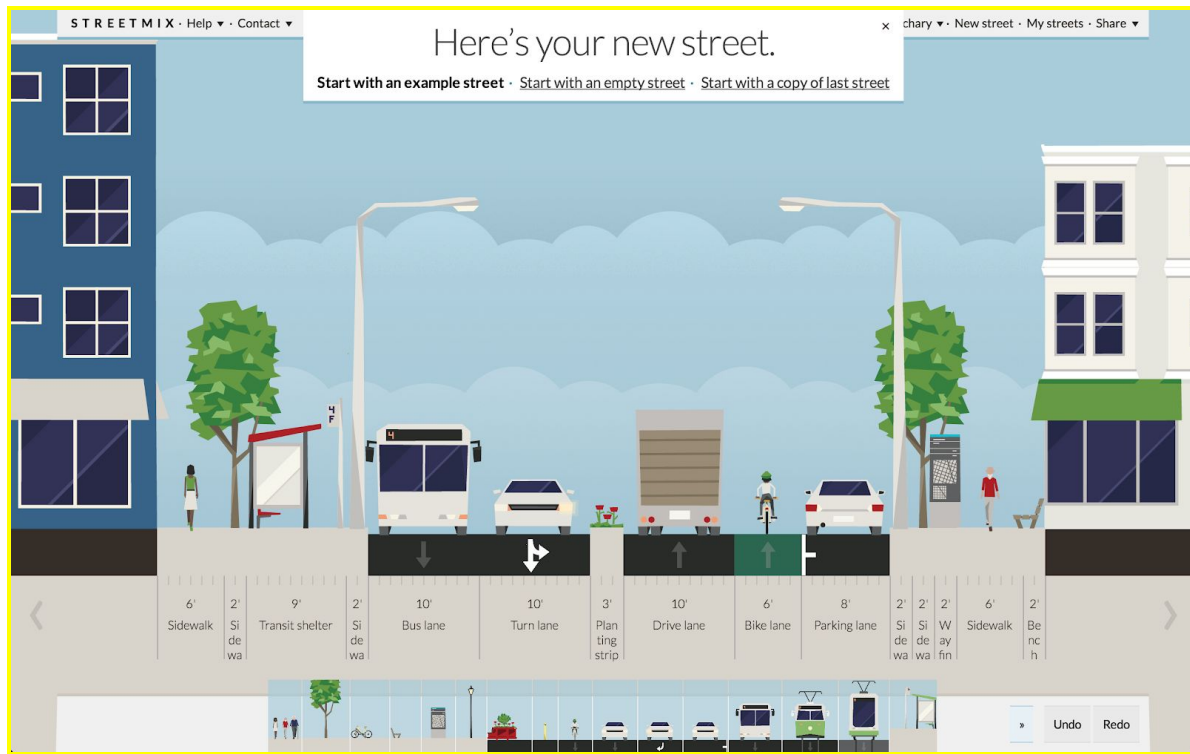 STREETMIX · Help ▾ · Contact ▾
chary ▾ · New street · My streets · Share ▾
×
Here's your new street.
Start with an example street · Start with an empty street · Start with a copy of last street
4
F
4
6' 2' 9' 2' 10' 10' 3' 10' 6' 8' 2' 2' 2' 6' 2'
Sidewalk
Si
de
wa
Transit shelter
Si
de
wa
Bus lane
Turn lane
Plan
ting
strip
Drive lane
Bike lane
Parking lane
Si
de
wa
Si
de
wa
W
ay
fin
Sidewalk
Be
nc
h
»
Undo
Redo